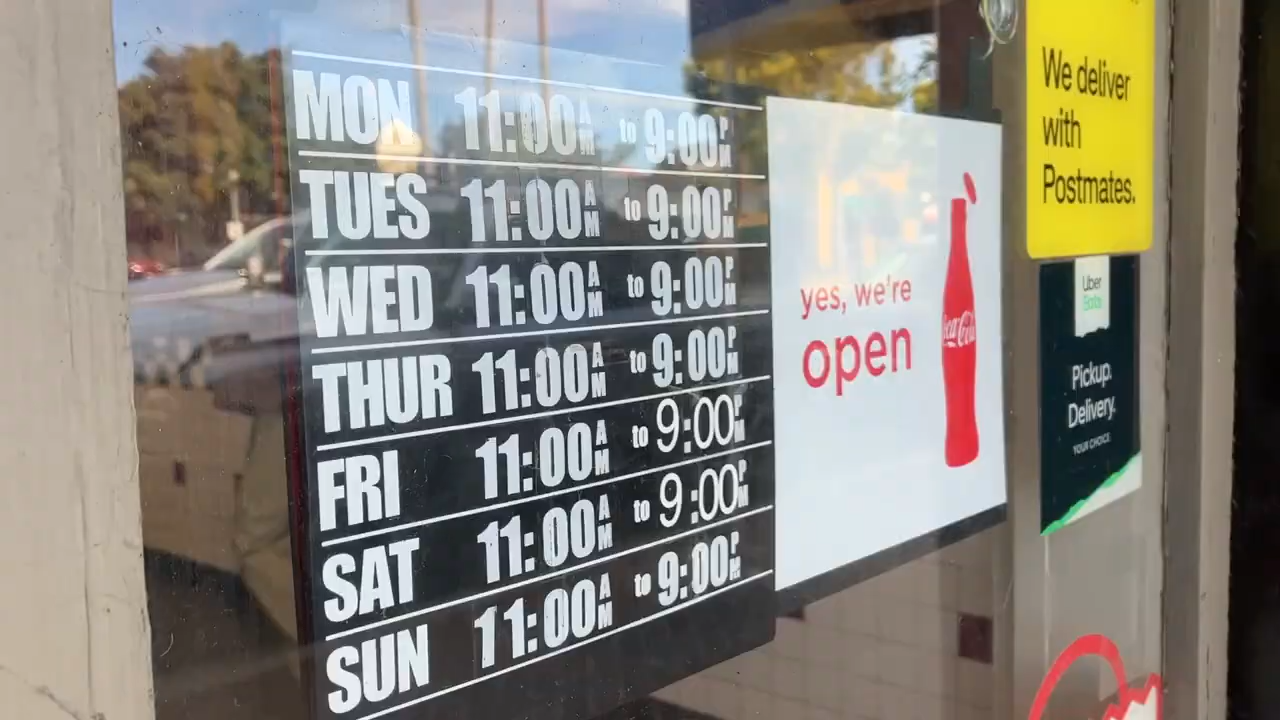 MON 11:00AM to 9:00PM
TUES 11:00AM to 9:00PM
WED 11:00AM to 9:00PM
THUR 11:00AM to 9:00PM
FRI 11:00AM to 9:00PM
SAT 11:00AM to 9:00PM
SUN 11:00AM to 9:00PM
yes, we're
open
Coca-Cola
We deliver
with
Postmates.
Uber
Eats
Pickup.
Delivery.
YOUR CHOICE